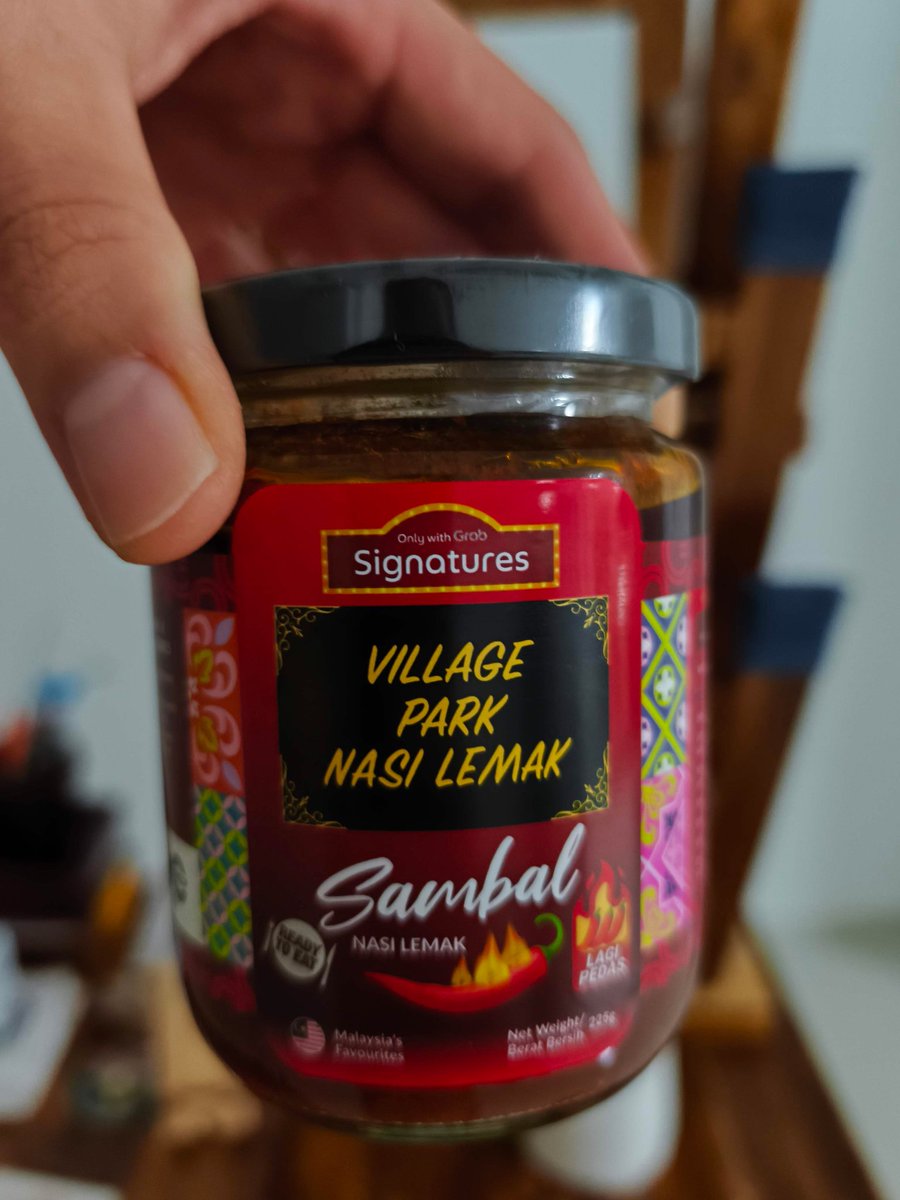 Only with Grab
Signatures
VILLAGE
PARK
NASI LEMAK
Sambal
NASI LEMAK
READY
TO EAT
LAGI
PEDAS
Malaysia's
Favourites
Net Weight/
Berat Bersih
225g